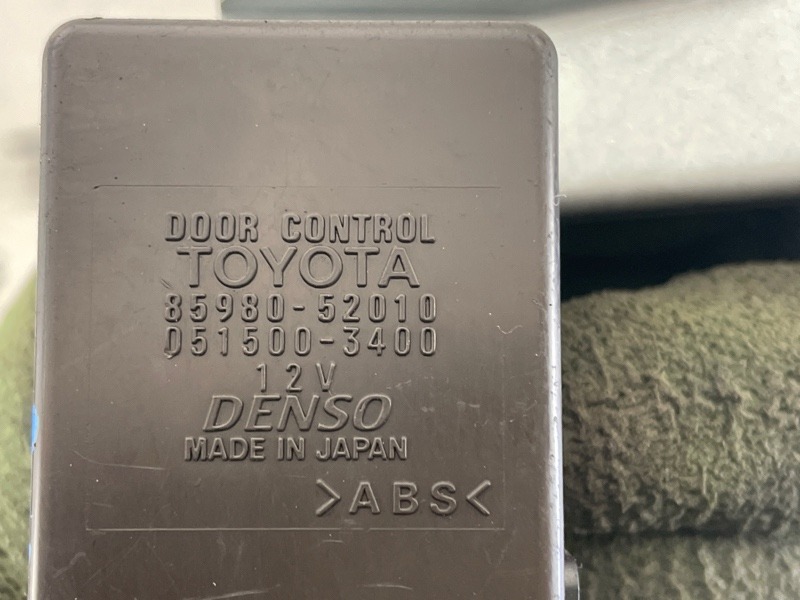 DOOR CONTROL
TOYOTA
85980-52010
051500-3400
12V
DENSO
MADE IN JAPAN
>ABS<